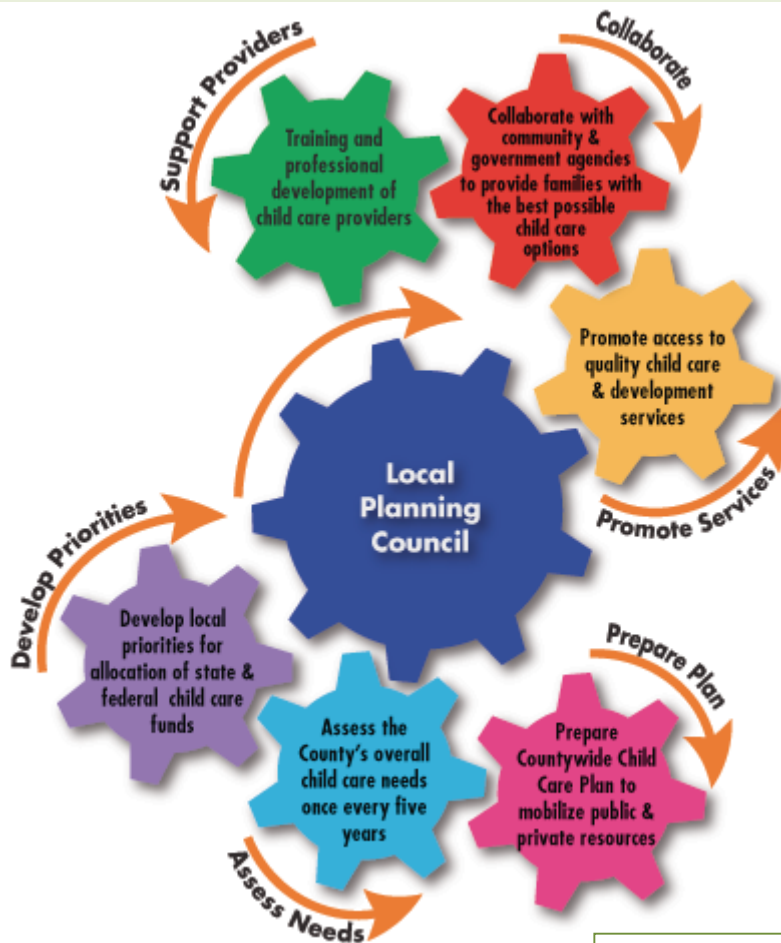 Support Providers
Training and
professional
development of
child care providers
Collaborate
Collaborate with
community &
government agencies
to provide families with
the best possible
child care
options
Promote access to
quality child care
& development
services
Promote Services
Local
Planning
Council
Develop Priorities
Develop local
priorities for
allocation of state &
federal child care
funds
Assess the
County's overall
child care needs
once every five
years
Assess Needs
Prepare Plan
Prepare
Countywide Child
Care Plan to
mobilize public &
private resources